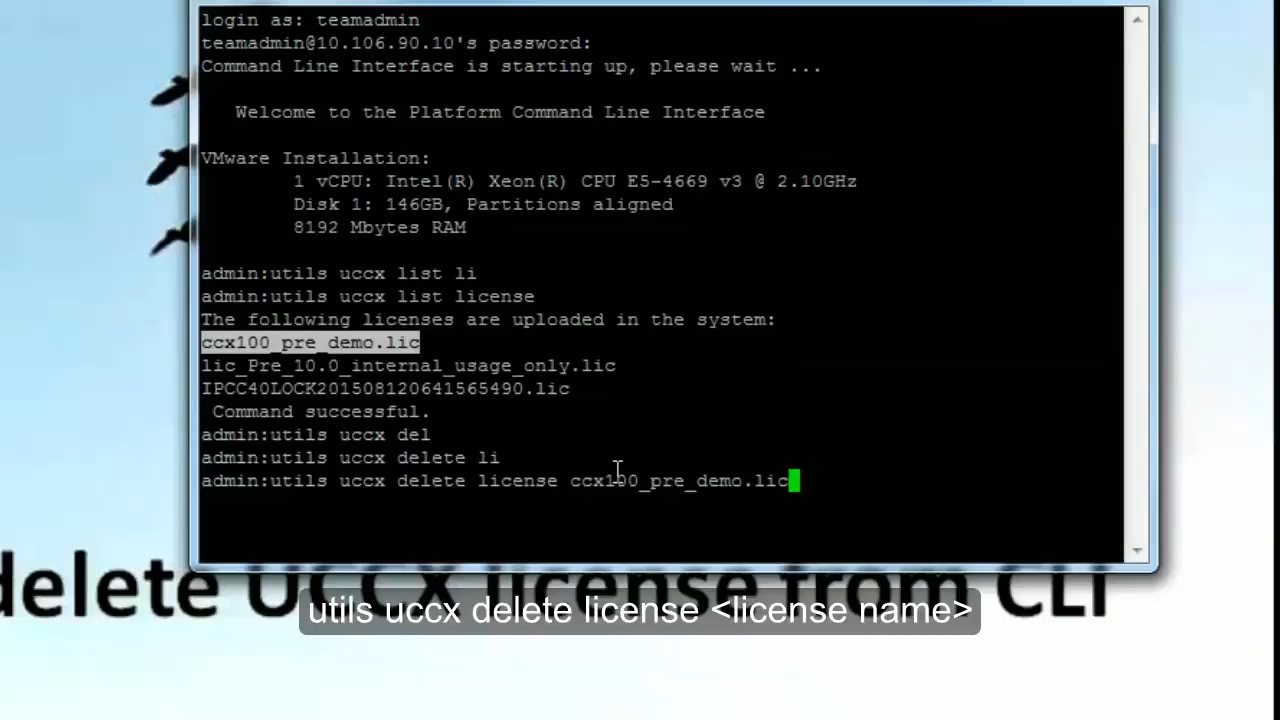 login as: teamadmin
teamadmin@10.106.90.10's password:
Command Line Interface is starting up, please wait ...
Welcome to the Platform Command Line Interface
VMware Installation:
1 vCPU: Intel(R) Xeon(R) CPU E5-4669 v3 @ 2.10GHz
Disk 1: 146GB, Partitions aligned
8192 Mbytes RAM
admin:utils uccx list li
admin:utils uccx list license
The following licenses are uploaded in the system:
ccx100_pre_demo.lic
lic_Pre_10.0_internal_usage_only.lic
IPCC40LOCK201508120641565490.lic
Command successful.
admin:utils uccx del
admin:utils uccx delete li
admin:utils uccx delete license ccx100_pre_demo.lic
delete UCCX license from CLI
utils uccx delete license <license name>